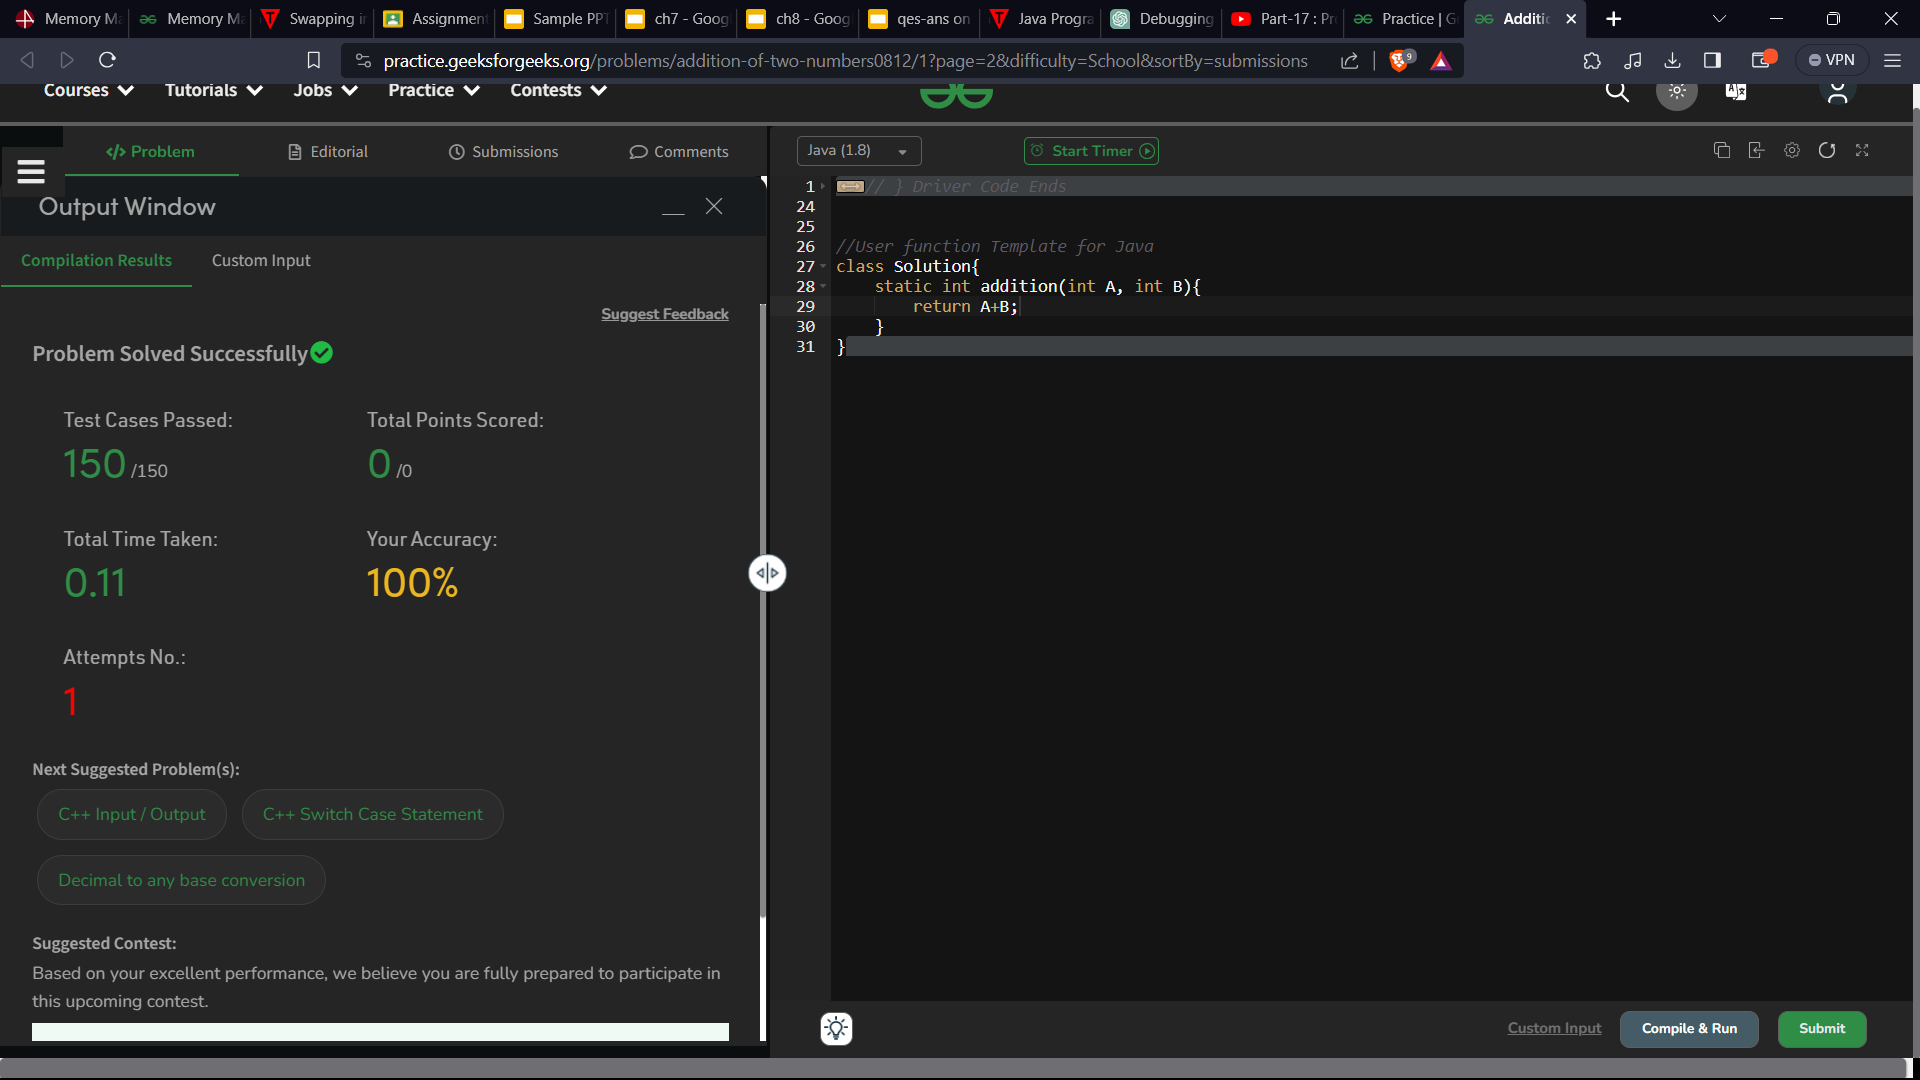 Memory Ma
Memory Ma
Swapping in
Assignment
Sample PPT
ch7 - Goog
ch8 - Goog
qes-ans on
Java Progra
Debugging
Part-17 : Pr
Practice | G
Additi
practice.geeksforgeeks.org/problems/addition-of-two-numbers0812/1?page=2&difficulty=School&sortBy=submissions
9
VPN
Courses
Tutorials
Jobs
Practice
Contests
Problem
Editorial
Submissions
Comments
Output Window
Compilation Results
Custom Input
Suggest Feedback
Problem Solved Successfully
Test Cases Passed:
150 /150
Total Points Scored:
0 /0
Total Time Taken:
0.11
Your Accuracy:
100%
Attempts No.:
1
Next Suggested Problem(s):
C++ Input / Output
C++ Switch Case Statement
Decimal to any base conversion
Suggested Contest:
Based on your excellent performance, we believe you are fully prepared to participate in
this upcoming contest.
Java (1.8)
Start Timer
1 // } Driver Code Ends
24
25
26 //User function Template for Java
27 class Solution{
28 static int addition(int A, int B){
29 return A+B;
30 }
31 }
Custom Input
Compile & Run
Submit